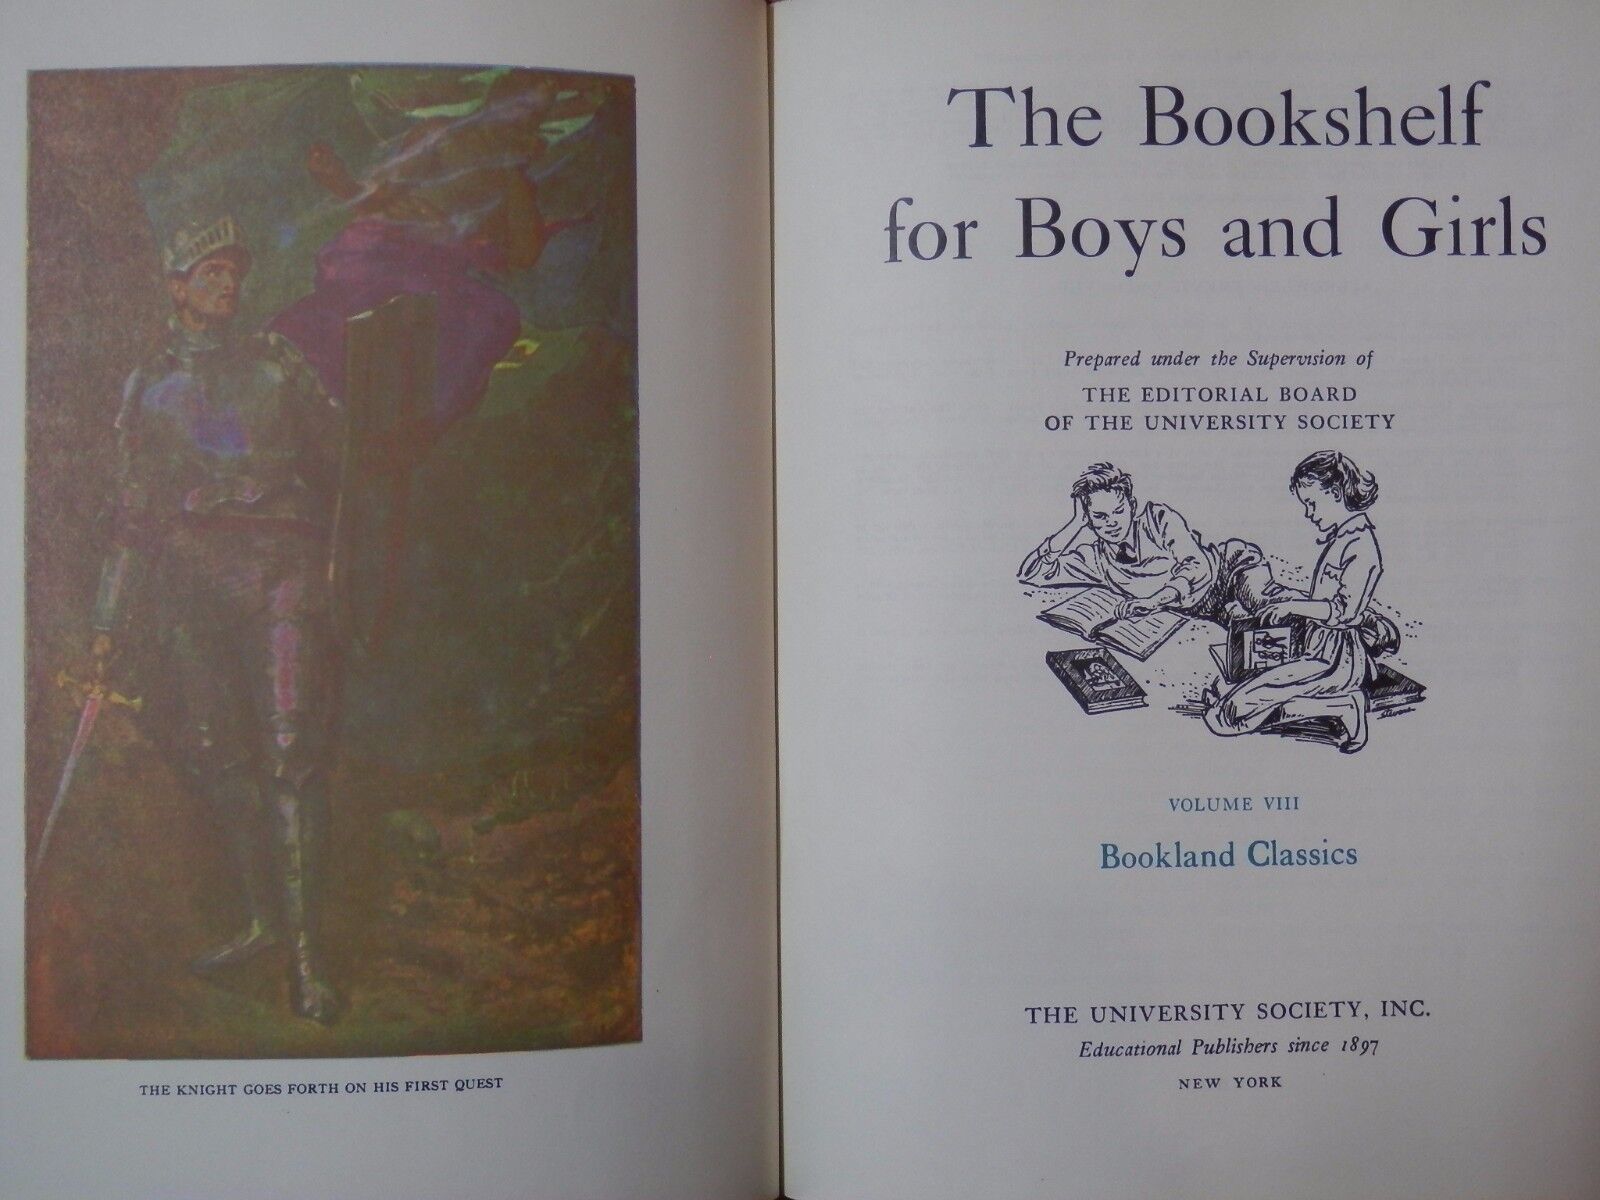 THE KNIGHT GOES FORTH ON HIS FIRST QUEST
The Bookshelf
for Boys and Girls
Prepared under the Supervision of
THE EDITORIAL BOARD
OF THE UNIVERSITY SOCIETY
VOLUME VIII
Bookland Classics
THE UNIVERSITY SOCIETY, INC.
Educational Publishers since 1897
NEW YORK